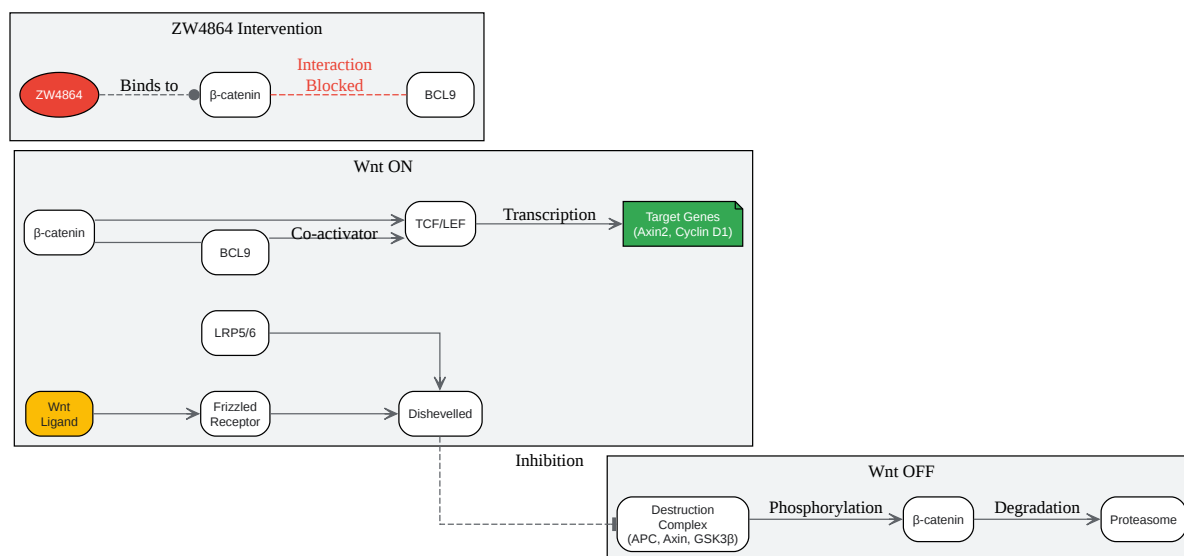 ZW4864 Intervention
ZW4864
Binds to
β-catenin
Interaction
Blocked
BCL9
Wnt ON
β-catenin
BCL9
Co-activator
TCF/LEF
Transcription
Target Genes
(Axin2, Cyclin D1)
LRP5/6
Wnt
Ligand
Frizzled
Receptor
Dishevelled
Inhibition
Wnt OFF
Destruction
Complex
(APC, Axin, GSK3β)
Phosphorylation
β-catenin
Degradation
Proteasome